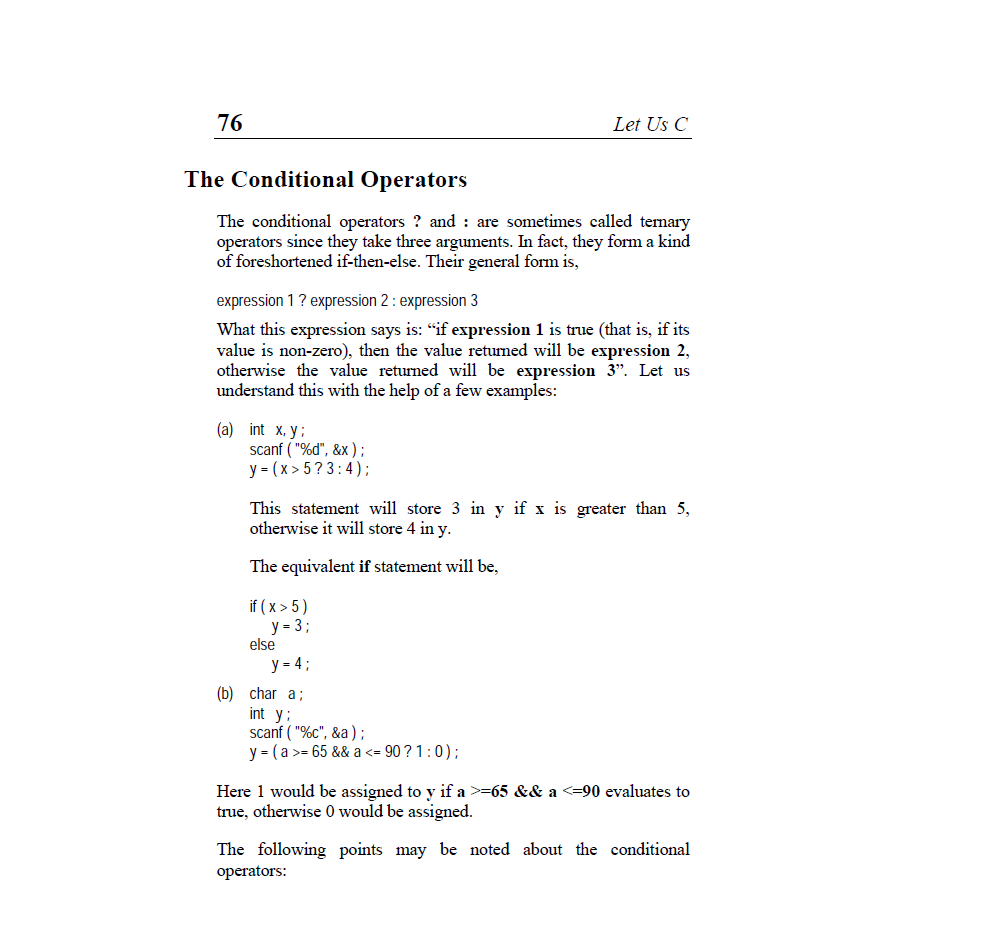 76 Let Us C
The Conditional Operators
The conditional operators ? and : are sometimes called ternary
operators since they take three arguments. In fact, they form a kind
of foreshortened if-then-else. Their general form is,
expression 1 ? expression 2 : expression 3
What this expression says is: “if expression 1 is true (that is, if its
value is non-zero), then the value returned will be expression 2,
otherwise the value returned will be expression 3”. Let us
understand this with the help of a few examples:
(a) int x, y ;
scanf ( "%d", &x ) ;
y = ( x > 5 ? 3 : 4 ) ;
This statement will store 3 in y if x is greater than 5,
otherwise it will store 4 in y.
The equivalent if statement will be,
if ( x > 5 )
y = 3 ;
else
y = 4 ;
(b) char a ;
int y ;
scanf ( "%c", &a ) ;
y = ( a >= 65 && a <= 90 ? 1 : 0 ) ;
Here 1 would be assigned to y if a >=65 && a <=90 evaluates to
true, otherwise 0 would be assigned.
The following points may be noted about the conditional
operators: